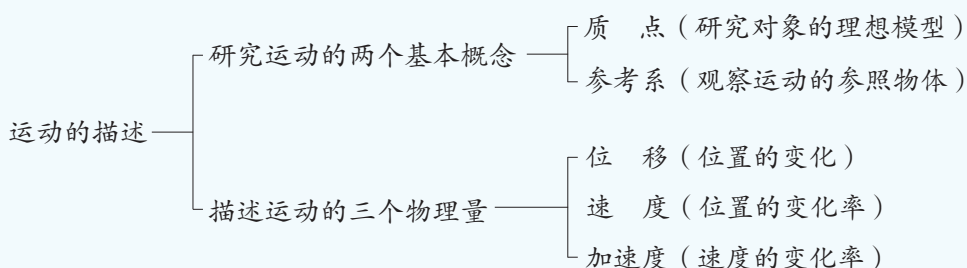 运动的描述
研究运动的两个基本概念
质 点（研究对象的理想模型）
参考系（观察运动的参照物体）
描述运动的三个物理量
位 移（位置的变化）
速 度（位置的变化率）
加速度（速度的变化率）